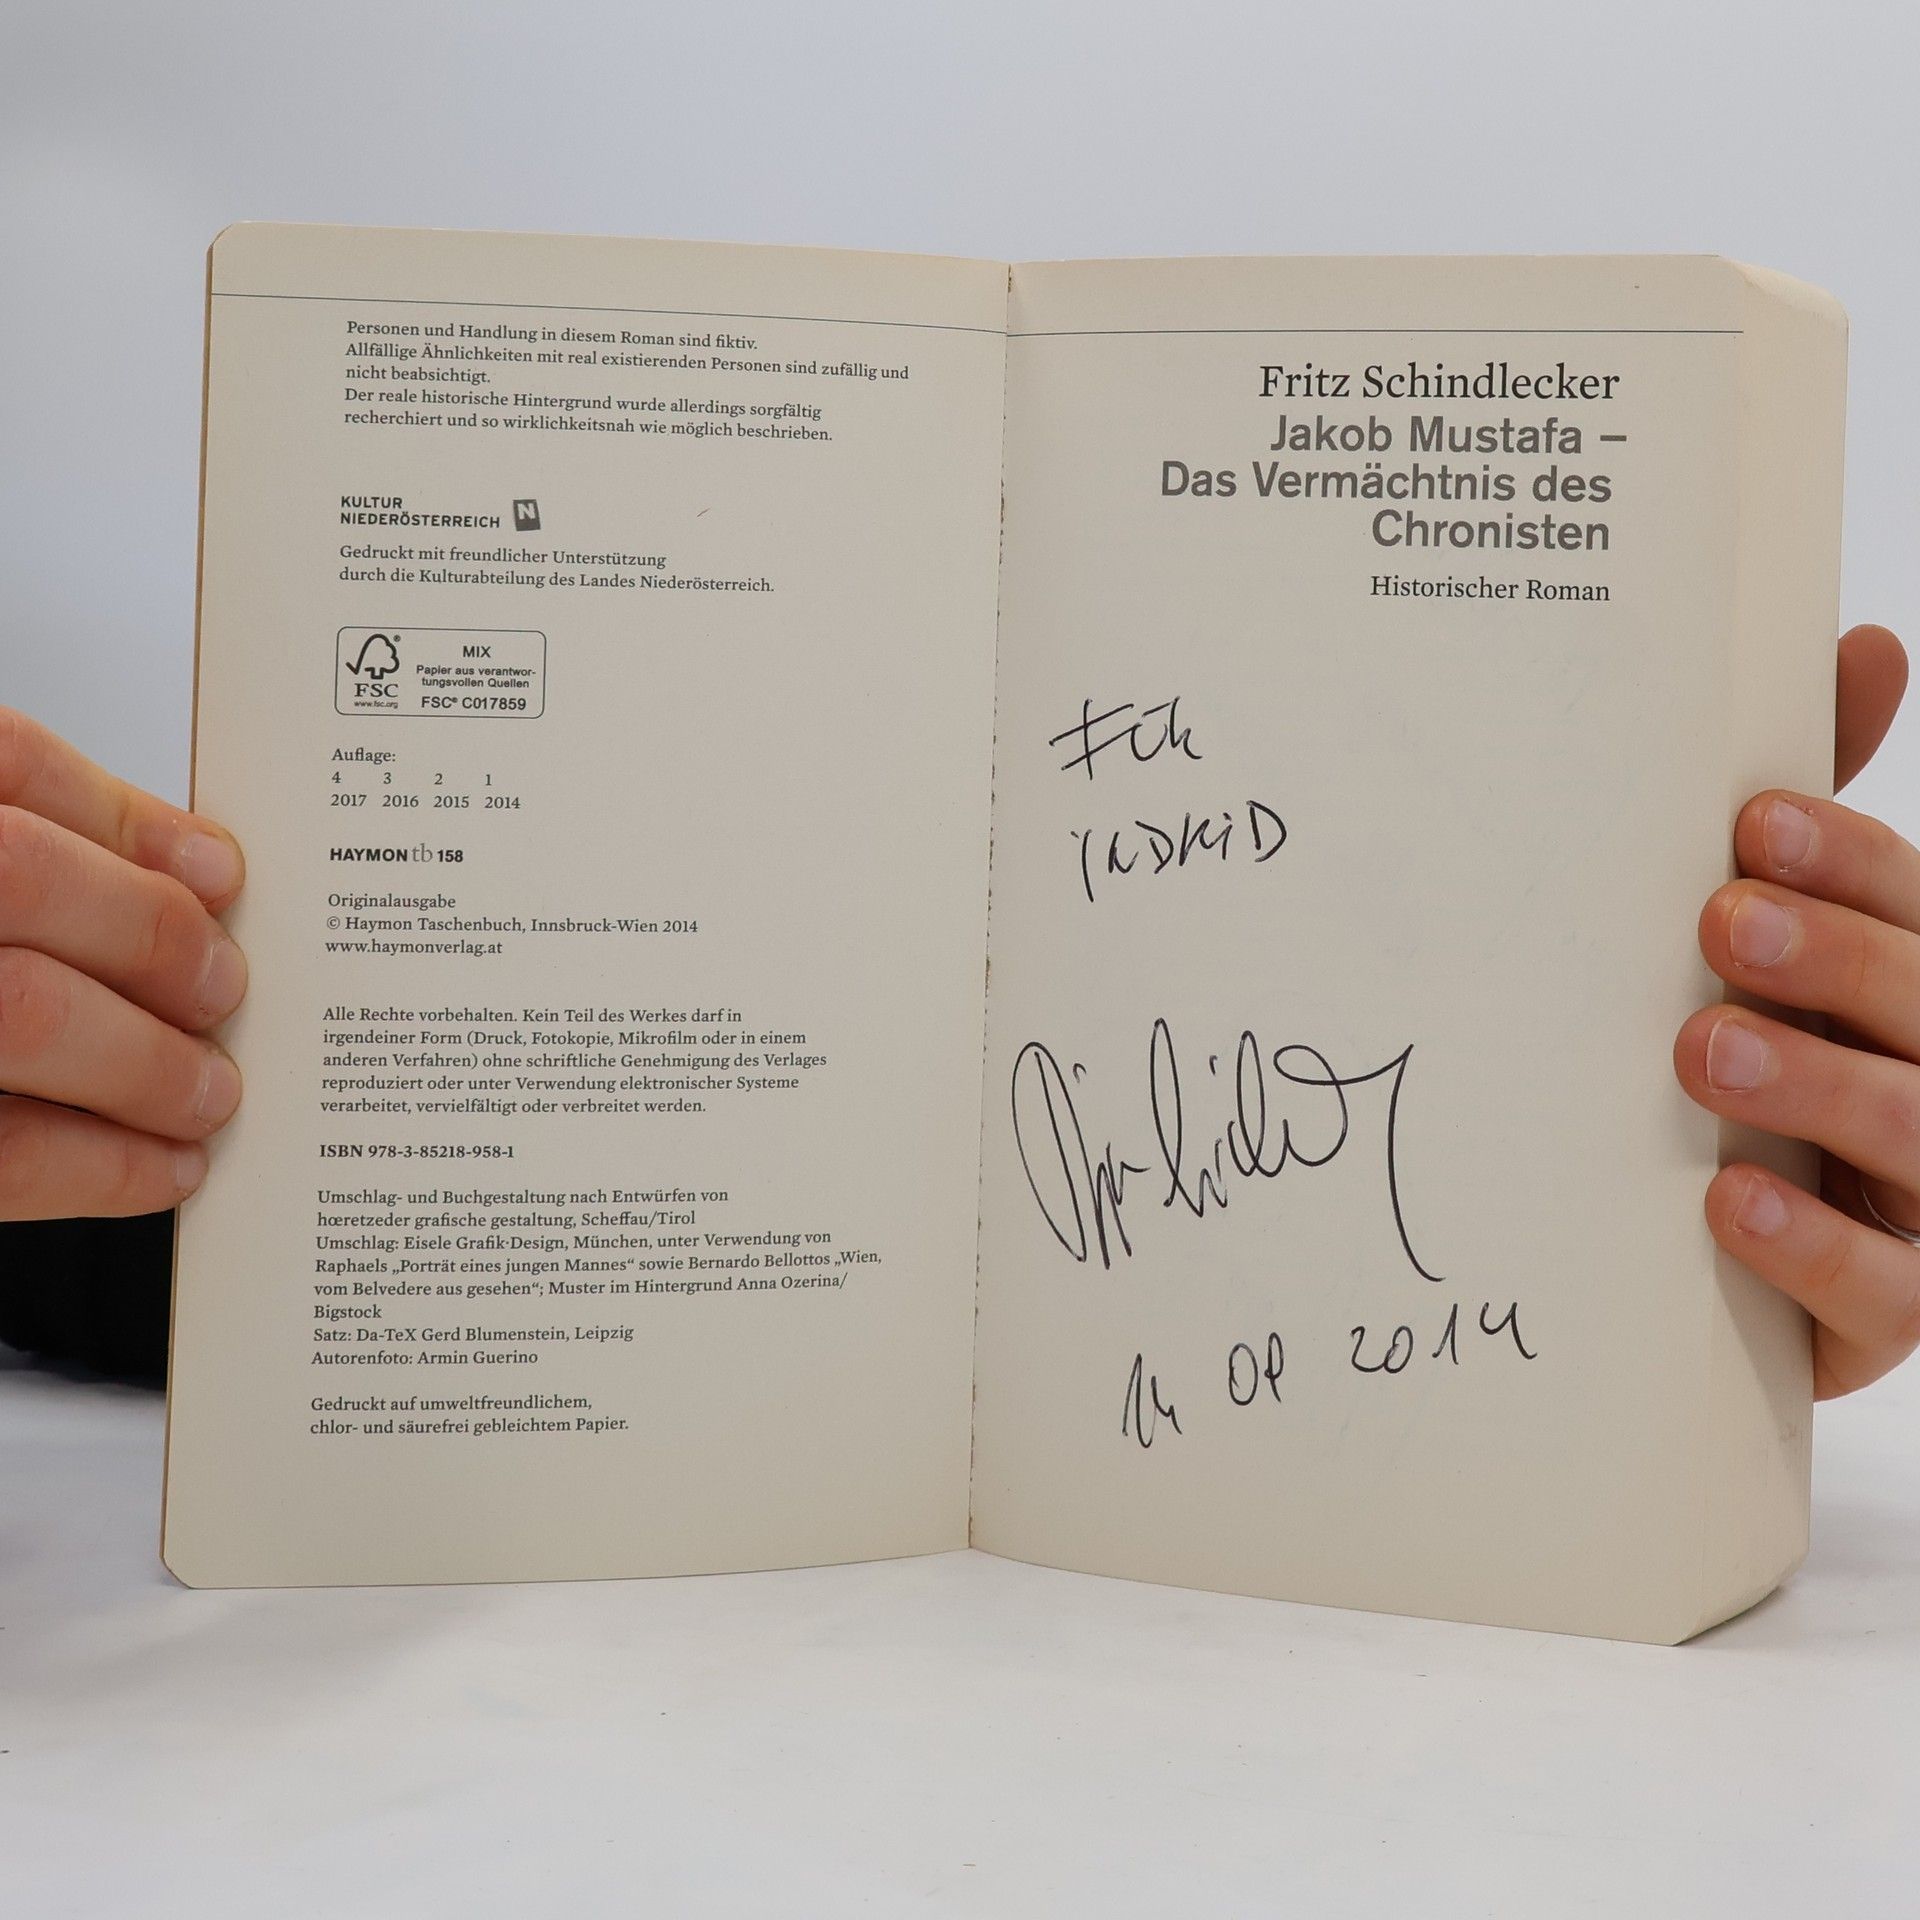 Personen und Handlung in diesem Roman sind fiktiv.
Allfällige Ähnlichkeiten mit real existierenden Personen sind zufällig und
nicht beabsichtigt.
Der reale historische Hintergrund wurde allerdings sorgfältig
recherchiert und so wirklichkeitsnah wie möglich beschrieben.
KULTUR
NIEDERÖSTERREICH N
Gedruckt mit freundlicher Unterstützung
durch die Kulturabteilung des Landes Niederösterreich.
MIX
Papier aus verantwor-
tungsvollen Quellen
FSC® C017859
FSC
www.fsc.org
Auflage:
4 3 2 1
2017 2016 2015 2014
HAYMON tb 158
Originalausgabe
© Haymon Taschenbuch, Innsbruck-Wien 2014
www.haymonverlag.at
Alle Rechte vorbehalten. Kein Teil des Werkes darf in
irgendeiner Form (Druck, Fotokopie, Mikrofilm oder in einem
anderen Verfahren) ohne schriftliche Genehmigung des Verlages
reproduziert oder unter Verwendung elektronischer Systeme
verarbeitet, vervielfältigt oder verbreitet werden.
ISBN 978-3-85218-958-1
Umschlag- und Buchgestaltung nach Entwürfen von
hœretzeder grafische gestaltung, Scheffau/Tirol
Umschlag: Eisele Grafik·Design, München, unter Verwendung von
Raphaels „Porträt eines jungen Mannes“ sowie Bernardo Bellottos „Wien,
vom Belvedere aus gesehen“; Muster im Hintergrund Anna Ozerina/
Bigstock
Satz: Da-TeX Gerd Blumenstein, Leipzig
Autorenfoto: Armin Guerino
Gedruckt auf umweltfreundlichem,
chlor- und säurefrei gebleichtem Papier.
Fritz Schindlecker
Jakob Mustafa –
Das Vermächtnis des
Chronisten
Historischer Roman
FÜR
2014